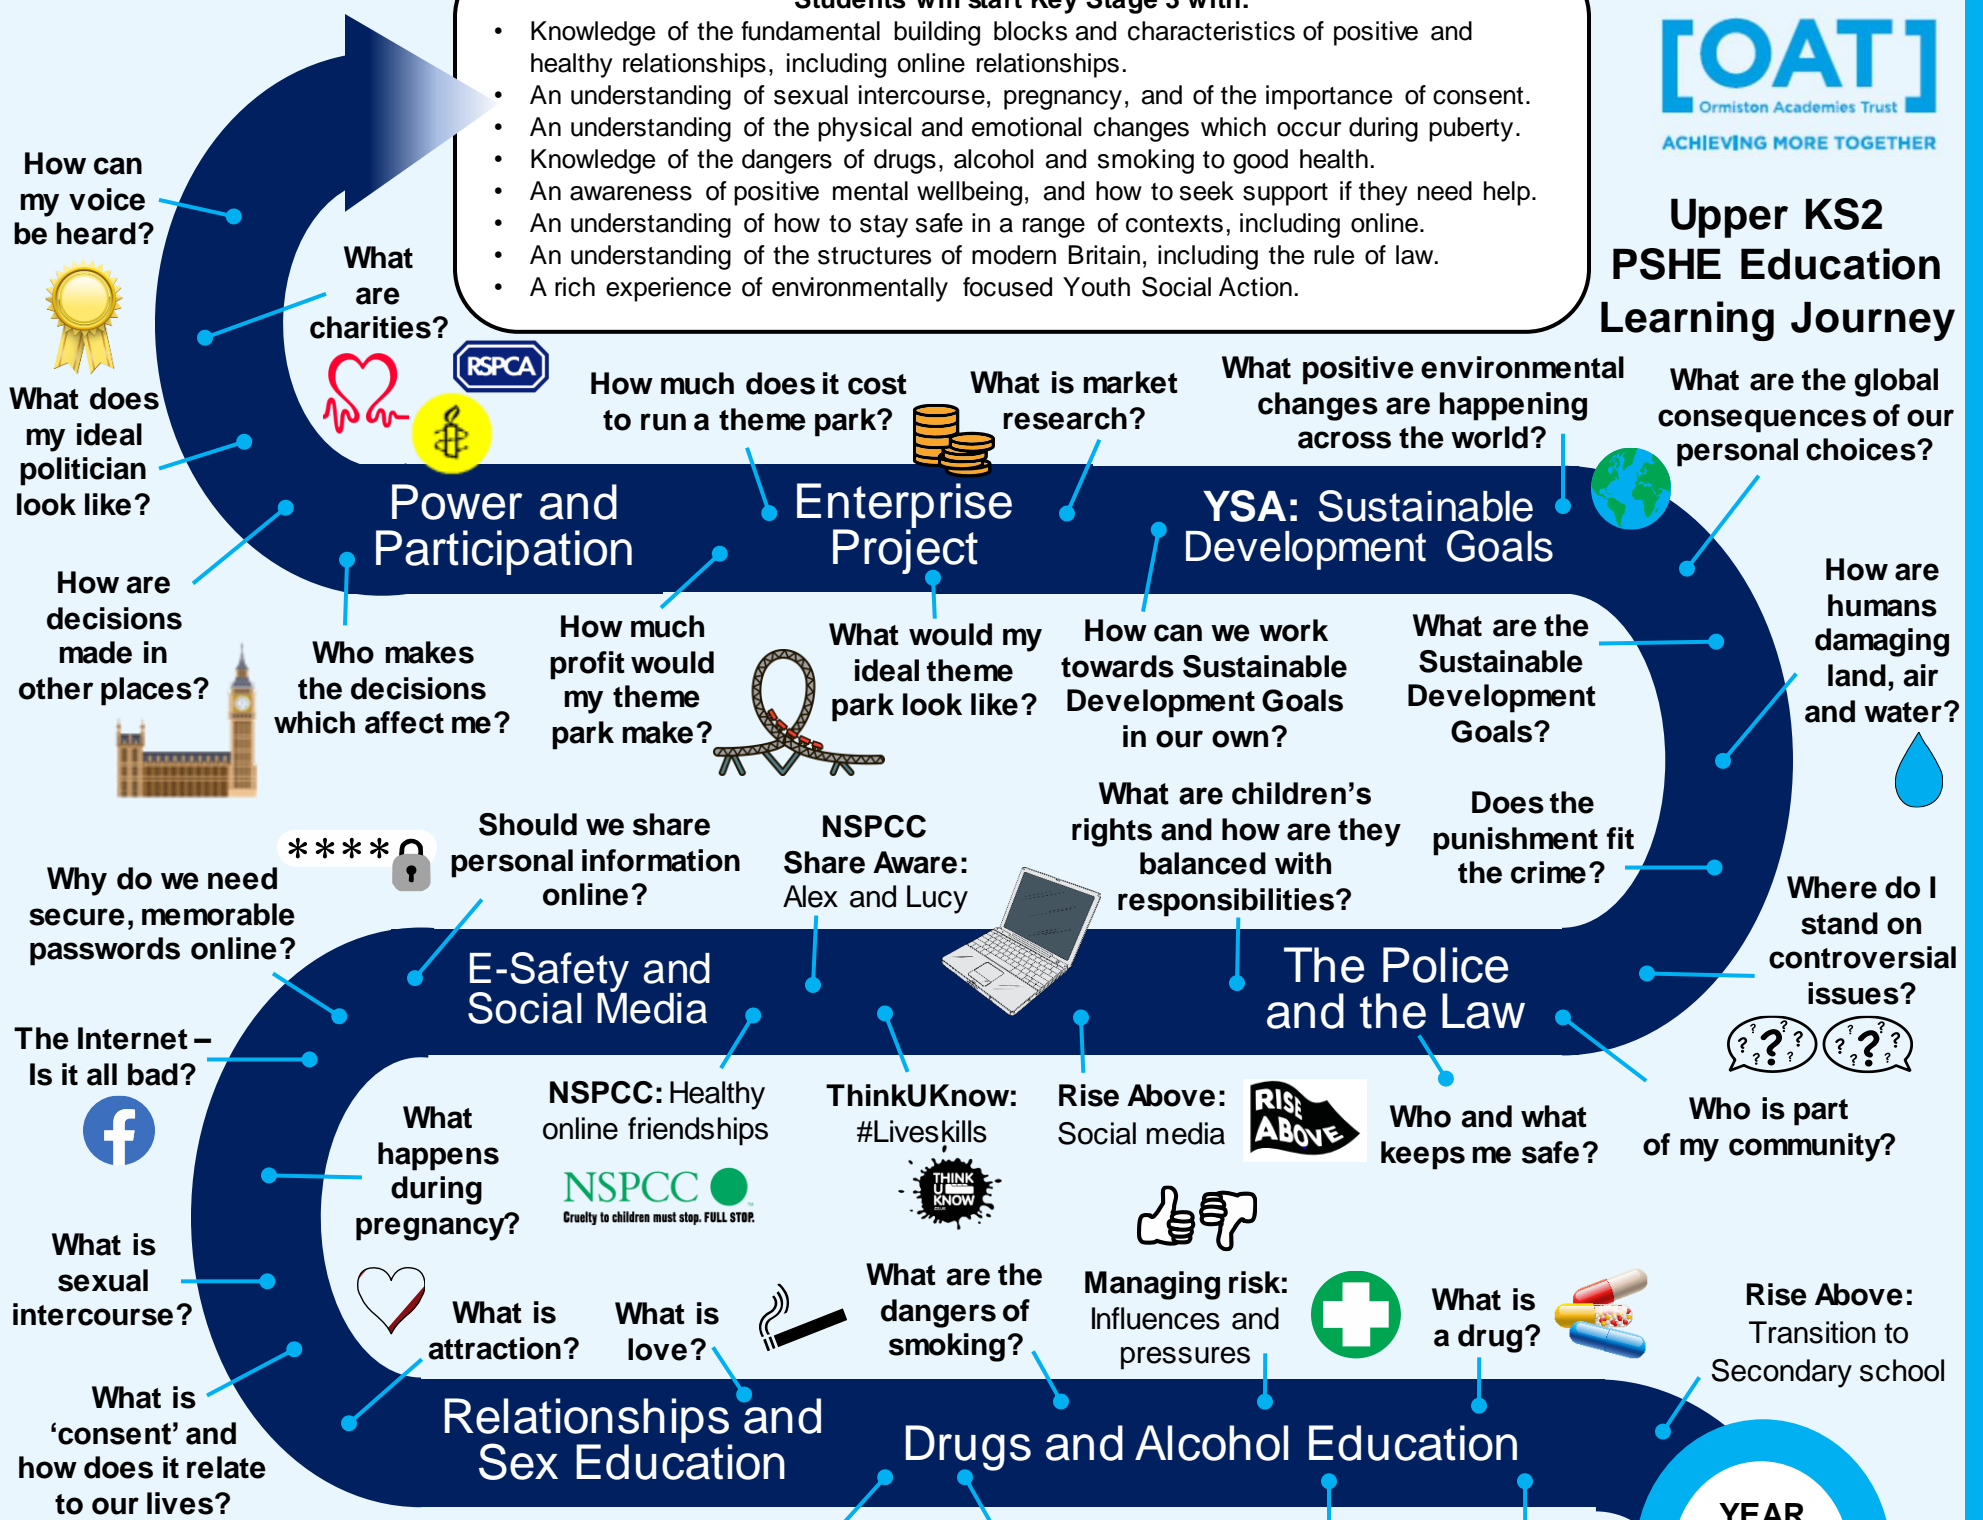 Students will start Key Stage 3 with:
• Knowledge of the fundamental building blocks and characteristics of positive and
healthy relationships, including online relationships.
• An understanding of sexual intercourse, pregnancy, and of the importance of consent.
• An understanding of the physical and emotional changes which occur during puberty.
• Knowledge of the dangers of drugs, alcohol and smoking to good health.
• An awareness of positive mental wellbeing, and how to seek support if they need help.
• An understanding of how to stay safe in a range of contexts, including online.
• An understanding of the structures of modern Britain, including the rule of law.
• A rich experience of environmentally focused Youth Social Action.
[OAT]
Ormiston Academies Trust
ACHIEVING MORE TOGETHER
Upper KS2
PSHE Education
Learning Journey
How can
my voice
be heard?
What
are
charities?
RSPCA
What does
my ideal
politician
look like?
How much does it cost
to run a theme park?
What is market
research?
What positive environmental
changes are happening
across the world?
What are the global
consequences of our
personal choices?
Power and
Participation
Enterprise
Project
YSA: Sustainable
Development Goals
How are
decisions
made in
other places?
Who makes
the decisions
which affect me?
How much
profit would
my theme
park make?
What would my
ideal theme
park look like?
How can we work
towards Sustainable
Development Goals
in our own?
What are the
Sustainable
Development
Goals?
How are
humans
damaging
land, air
and water?
****
Why do we need
secure, memorable
passwords online?
Should we share
personal information
online?
NSPCC
Share Aware:
Alex and Lucy
What are children's
rights and how are they
balanced with
responsibilities?
Does the
punishment fit
the crime?
Where do I
stand on
controversial
issues?
? ? ? ? ? ?
? ? ? ? ? ?
E-Safety and
Social Media
The Police
and the Law
The Internet –
Is it all bad?
f
What
happens
during
pregnancy?
NSPCC: Healthy
online friendships
NSPCC
Cruelty to children must stop. FULL STOP.
ThinkUKnow:
#Liveskills
THINK
U
KNOW
Rise Above:
Social media
RISE
ABOVE
Who and what
keeps me safe?
Who is part
of my community?
What is
sexual
intercourse?
What is
attraction?
What is
love?
What are the
dangers of
smoking?
Managing risk:
Influences and
pressures
What is
a drug?
Rise Above:
Transition to
Secondary school
What is
‘consent’ and
how does it relate
to our lives?
Relationships and
Sex Education
Drugs and Alcohol Education
YEAR